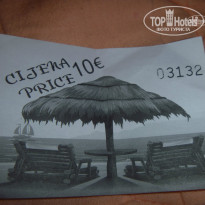 TOP Hotels
ФОТО ТУРИСТА
CIJENA
PRICE 10€
03132